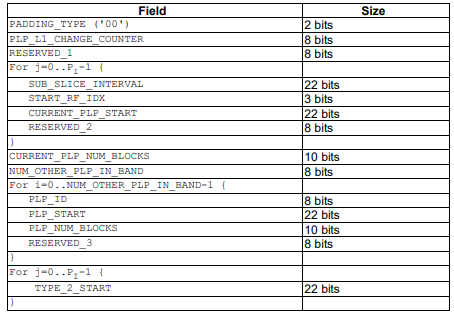 Field Size
PADDING_TYPE ('00') 2 bits
PLP_L1_CHANGE_COUNTER 8 bits
RESERVED_1 8 bits
For j=0..PI-1 {
SUB_SLICE_INTERVAL 22 bits
START_RF_IDX 3 bits
CURRENT_PLP_START 22 bits
RESERVED_2 8 bits
}
CURRENT_PLP_NUM_BLOCKS 10 bits
NUM_OTHER_PLP_IN_BAND 8 bits
For i=0..NUM_OTHER_PLP_IN_BAND-1 {
PLP_ID 8 bits
PLP_START 22 bits
PLP_NUM_BLOCKS 10 bits
RESERVED_3 8 bits
}
For j=0..PI-1 {
TYPE_2_START 22 bits
}